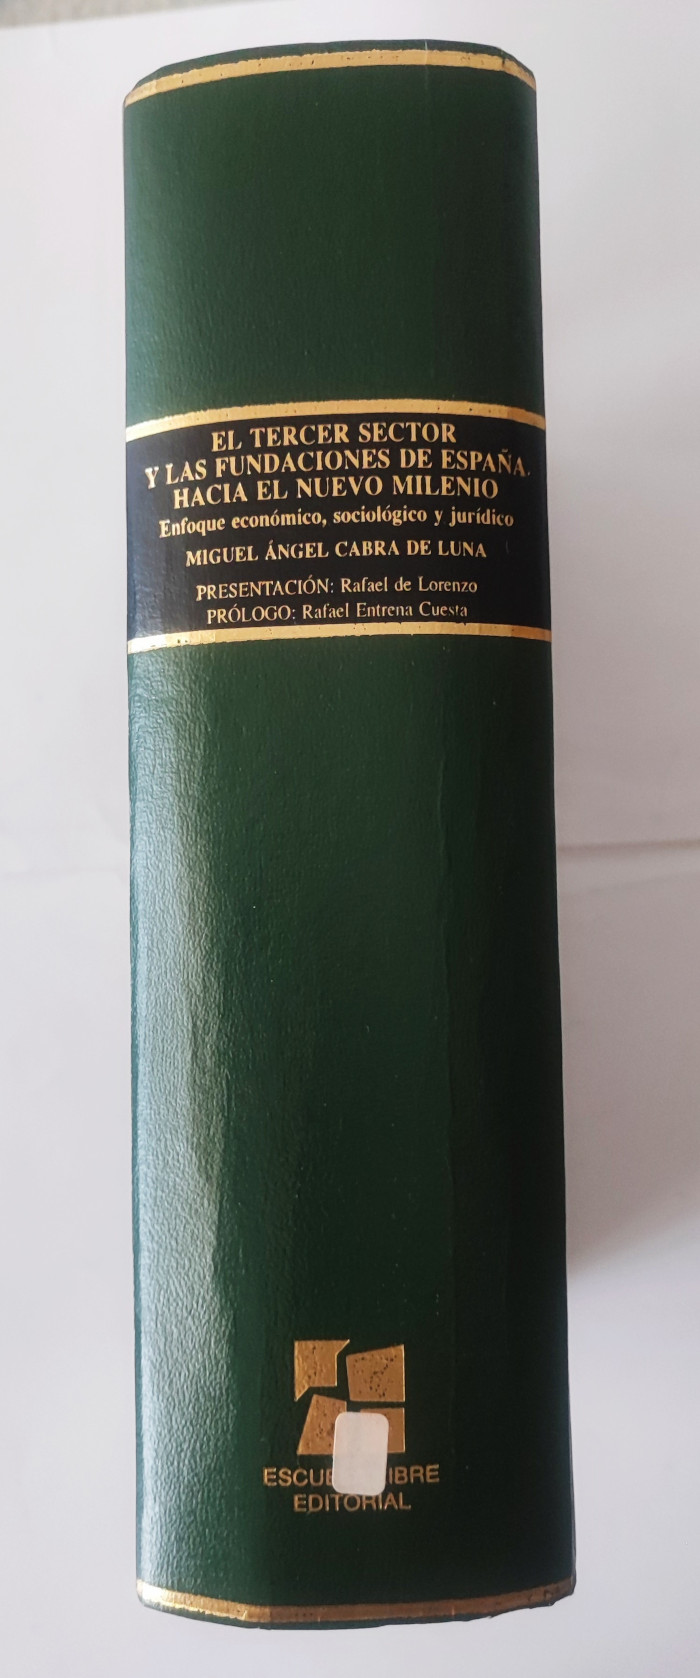 EL TERCER SECTOR
Y LAS FUNDACIONES DE ESPAÑA.
HACIA EL NUEVO MILENIO
Enfoque económico, sociológico y jurídico
MIGUEL ÁNGEL CABRA DE LUNA
PRESENTACIÓN: Rafael de Lorenzo
PRÓLOGO: Rafael Entrena Cuesta
EDITORIAL